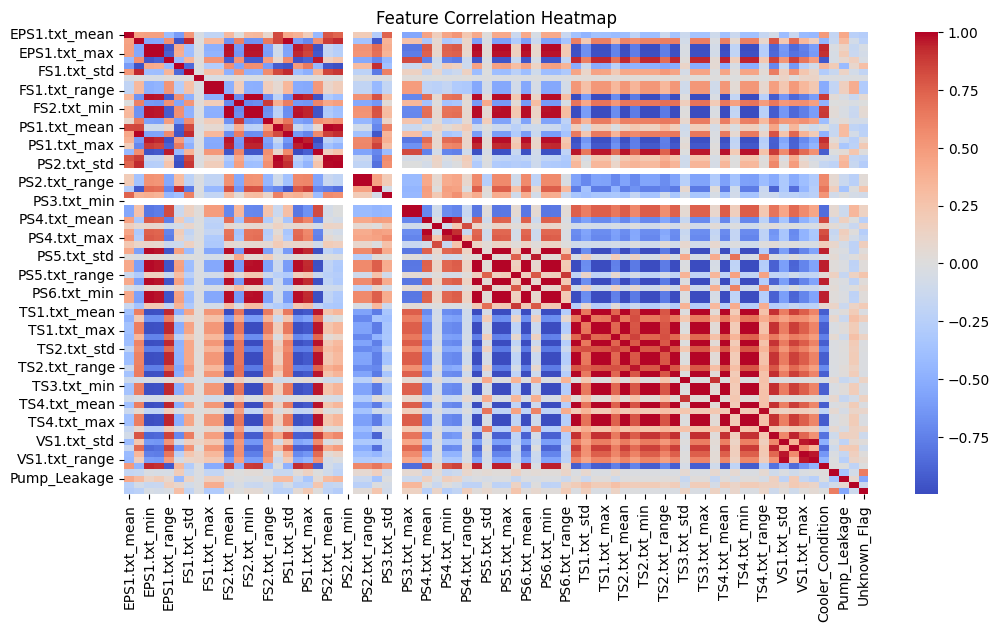 Feature Correlation Heatmap
EPS1.txt_mean
EPS1.txt_max
FS1.txt_std
FS1.txt_range
FS2.txt_min
PS1.txt_mean
PS1.txt_max
PS2.txt_std
PS2.txt_range
PS3.txt_min
PS4.txt_mean
PS4.txt_max
PS5.txt_std
PS5.txt_range
PS6.txt_min
TS1.txt_mean
TS1.txt_max
TS2.txt_std
TS2.txt_range
TS3.txt_min
TS4.txt_mean
TS4.txt_max
VS1.txt_std
VS1.txt_range
Pump_Leakage
EPS1.txt_mean
EPS1.txt_min
EPS1.txt_range
FS1.txt_std
FS1.txt_max
FS2.txt_mean
FS2.txt_min
FS2.txt_range
PS1.txt_std
PS1.txt_max
PS2.txt_mean
PS2.txt_min
PS2.txt_range
PS3.txt_std
PS3.txt_max
PS4.txt_mean
PS4.txt_min
PS4.txt_range
PS5.txt_std
PS5.txt_max
PS6.txt_mean
PS6.txt_min
PS6.txt_range
TS1.txt_std
TS1.txt_max
TS2.txt_mean
TS2.txt_min
TS2.txt_range
TS3.txt_std
TS3.txt_max
TS4.txt_mean
TS4.txt_min
TS4.txt_range
VS1.txt_std
VS1.txt_max
Cooler_Condition
Pump_Leakage
Unknown_Flag
1.00
0.75
0.50
0.25
0.00
−0.25
−0.50
−0.75